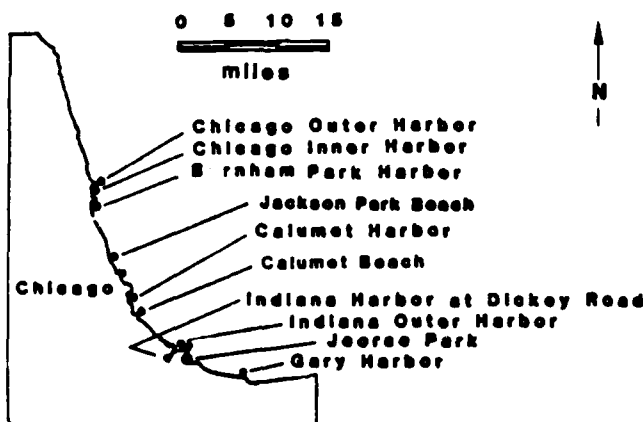 0 5 10 15
miles
N
Chicago Outer Harbor
Chicago Inner Harbor
B rnham Park Harbor
Jackson Park Beach
Calumet Harbor
Chicago
Calumet Beach
Indiana Harbor at Dickey Road
Indiana Outer Harbor
Jeorse Park
Gary Harbor